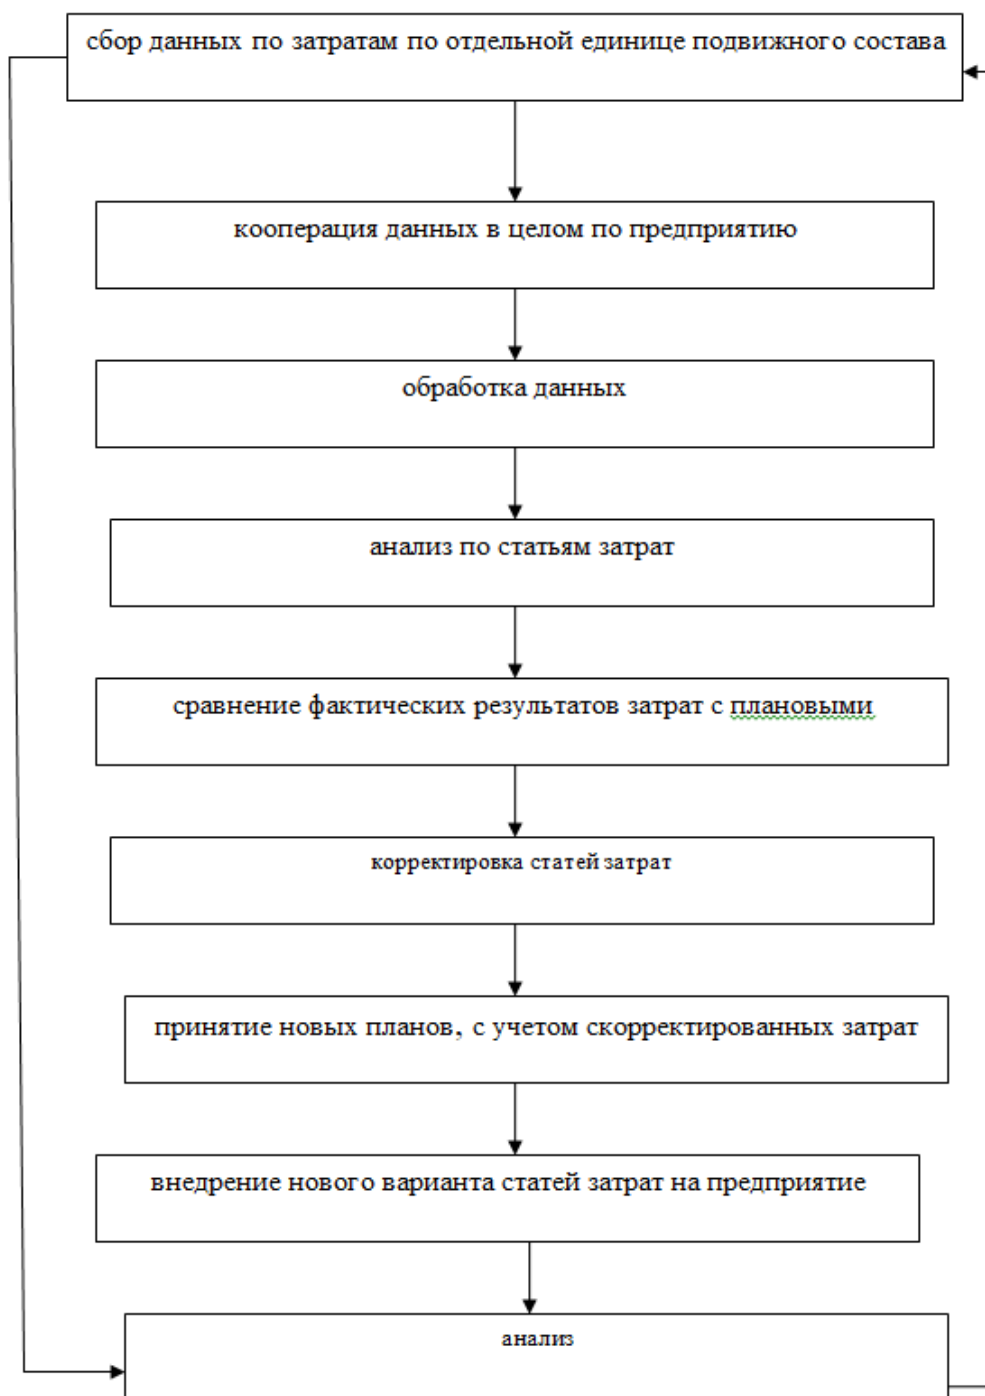 сбор данных по затратам по отдельной единице подвижного состава
кооперация данных в целом по предприятию
обработка данных
анализ по статьям затрат
сравнение фактических результатов затрат с плановыми
корректировка статей затрат
принятие новых планов, с учетом скорректированных затрат
внедрение нового варианта статей затрат на предприятие
анализ